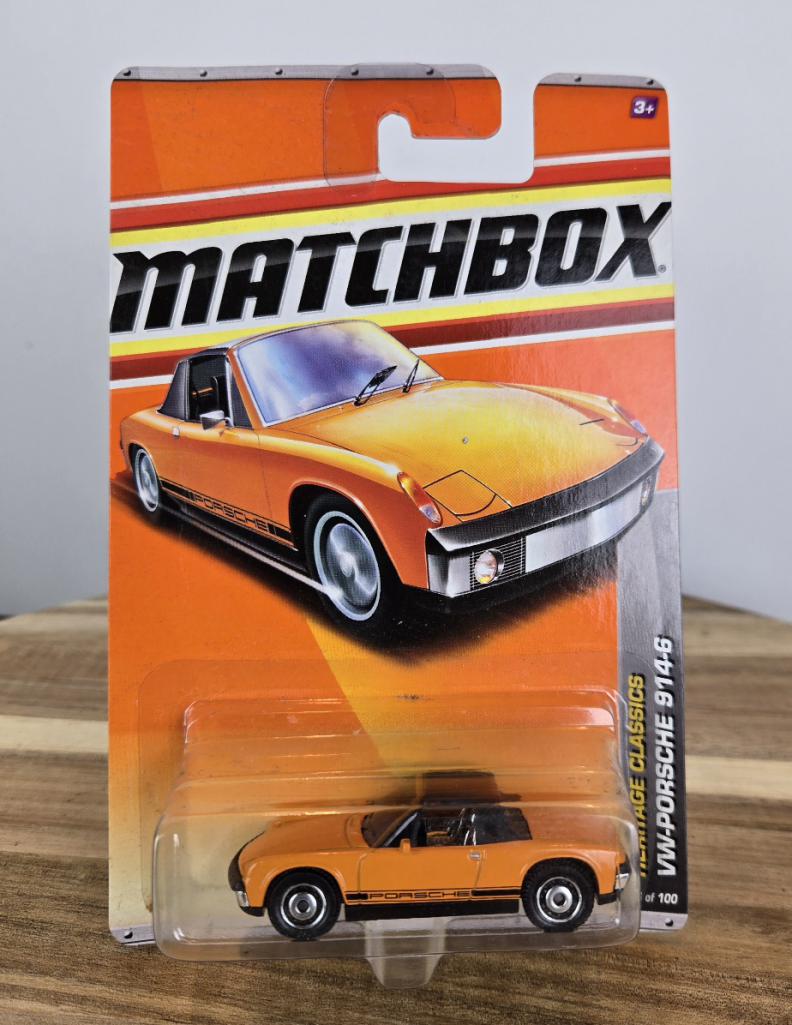 3+
MATCHBOX®
PORSCHE
HERITAGE CLASSICS
VW-PORSCHE 914-6
of 100
PORSCHE